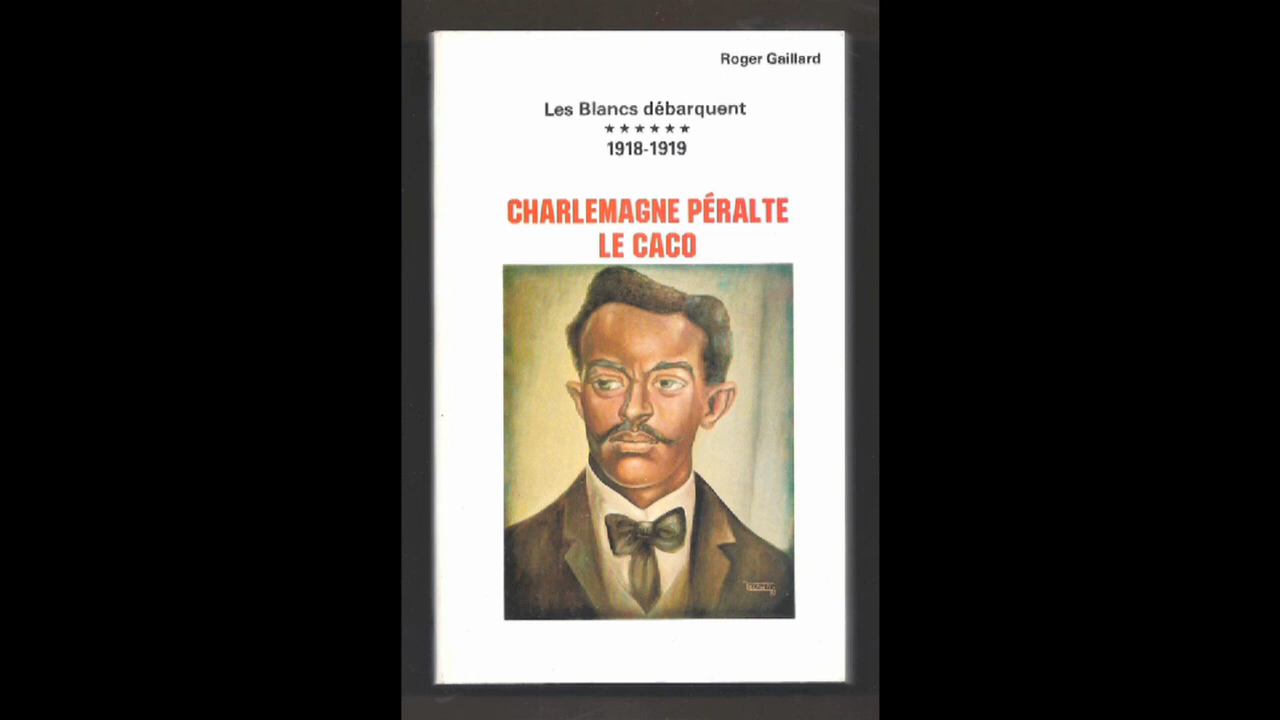 Roger Gaillard
Les Blancs débarquent
★★★★★★
1918-1919
CHARLEMAGNE PÉRALTE
LE CACO